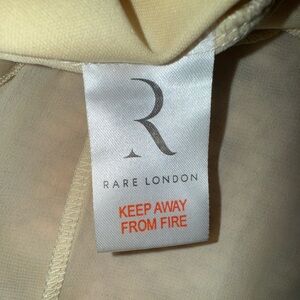 R
RARE LONDON
KEEP AWAY
FROM FIRE